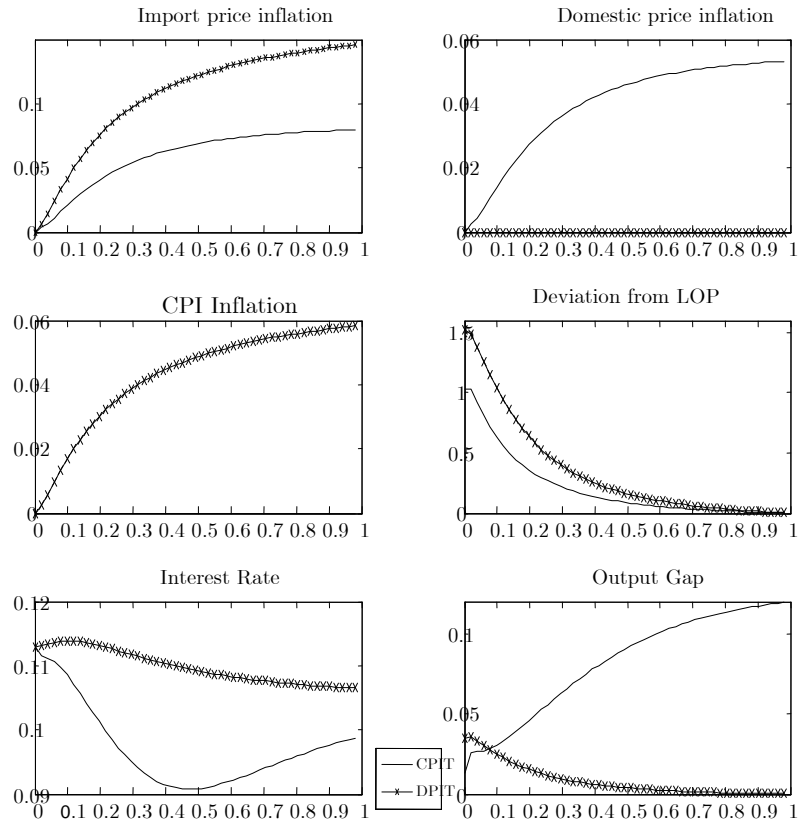 Import price inflation
0.1
0.05
0
0 0.1 0.2 0.3 0.4 0.5 0.6 0.7 0.8 0.9 1
Domestic price inflation
0.06
0.04
0.02
0
0 0.1 0.2 0.3 0.4 0.5 0.6 0.7 0.8 0.9 1
CPI Inflation
0.06
0.04
0.02
0
0 0.1 0.2 0.3 0.4 0.5 0.6 0.7 0.8 0.9 1
Deviation from LOP
1.5
1
0.5
0
0 0.1 0.2 0.3 0.4 0.5 0.6 0.7 0.8 0.9 1
Interest Rate
0.12
0.11
0.1
0.09
0 0.1 0.2 0.3 0.4 0.5 0.6 0.7 0.8 0.9 1
CPIT
DPIT
Output Gap
0.1
0.05
0
0 0.1 0.2 0.3 0.4 0.5 0.6 0.7 0.8 0.9 1